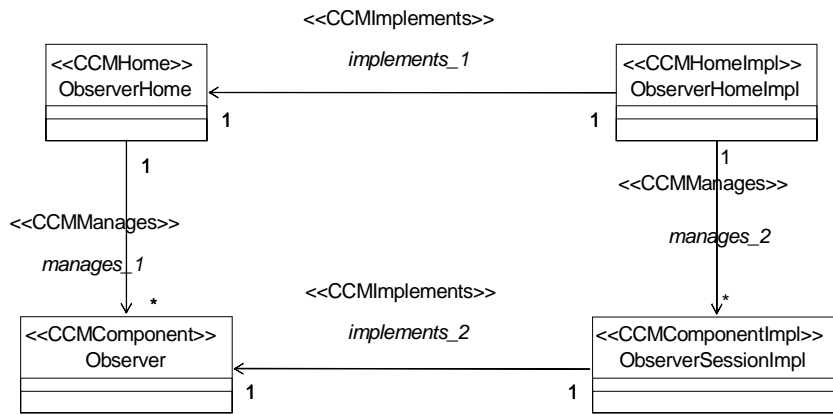 <<CCMImplements>>
implements_1
<<CCMHome>>
ObserverHome
<<CCMHomeImpl>>
ObserverHomeImpl
1
1
1
1
<<CCMManages>>
manages_1
<<CCMManages>>
manages_2
*
*
<<CCMImplements>>
implements_2
<<CCMComponent>>
Observer
<<CCMComponentImpl>>
ObserverSessionImpl
1
1